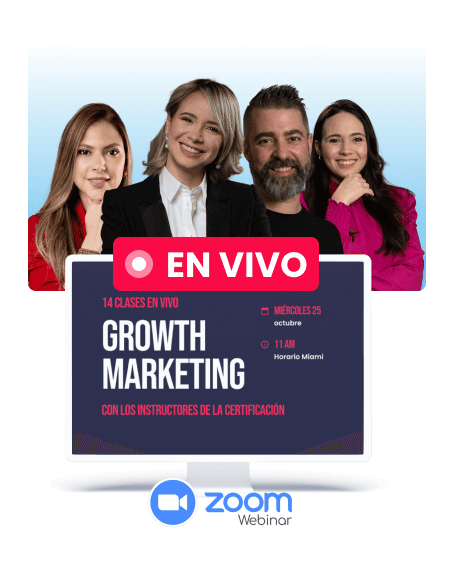 EN VIVO
14 CLASES EN VIVO
GROWTH
MARKETING
CON LOS INSTRUCTORES DE LA CERTIFICACIÓN
MIÉRCOLES 25
octubre
11 AM
Horario Miami
zoom
Webinar